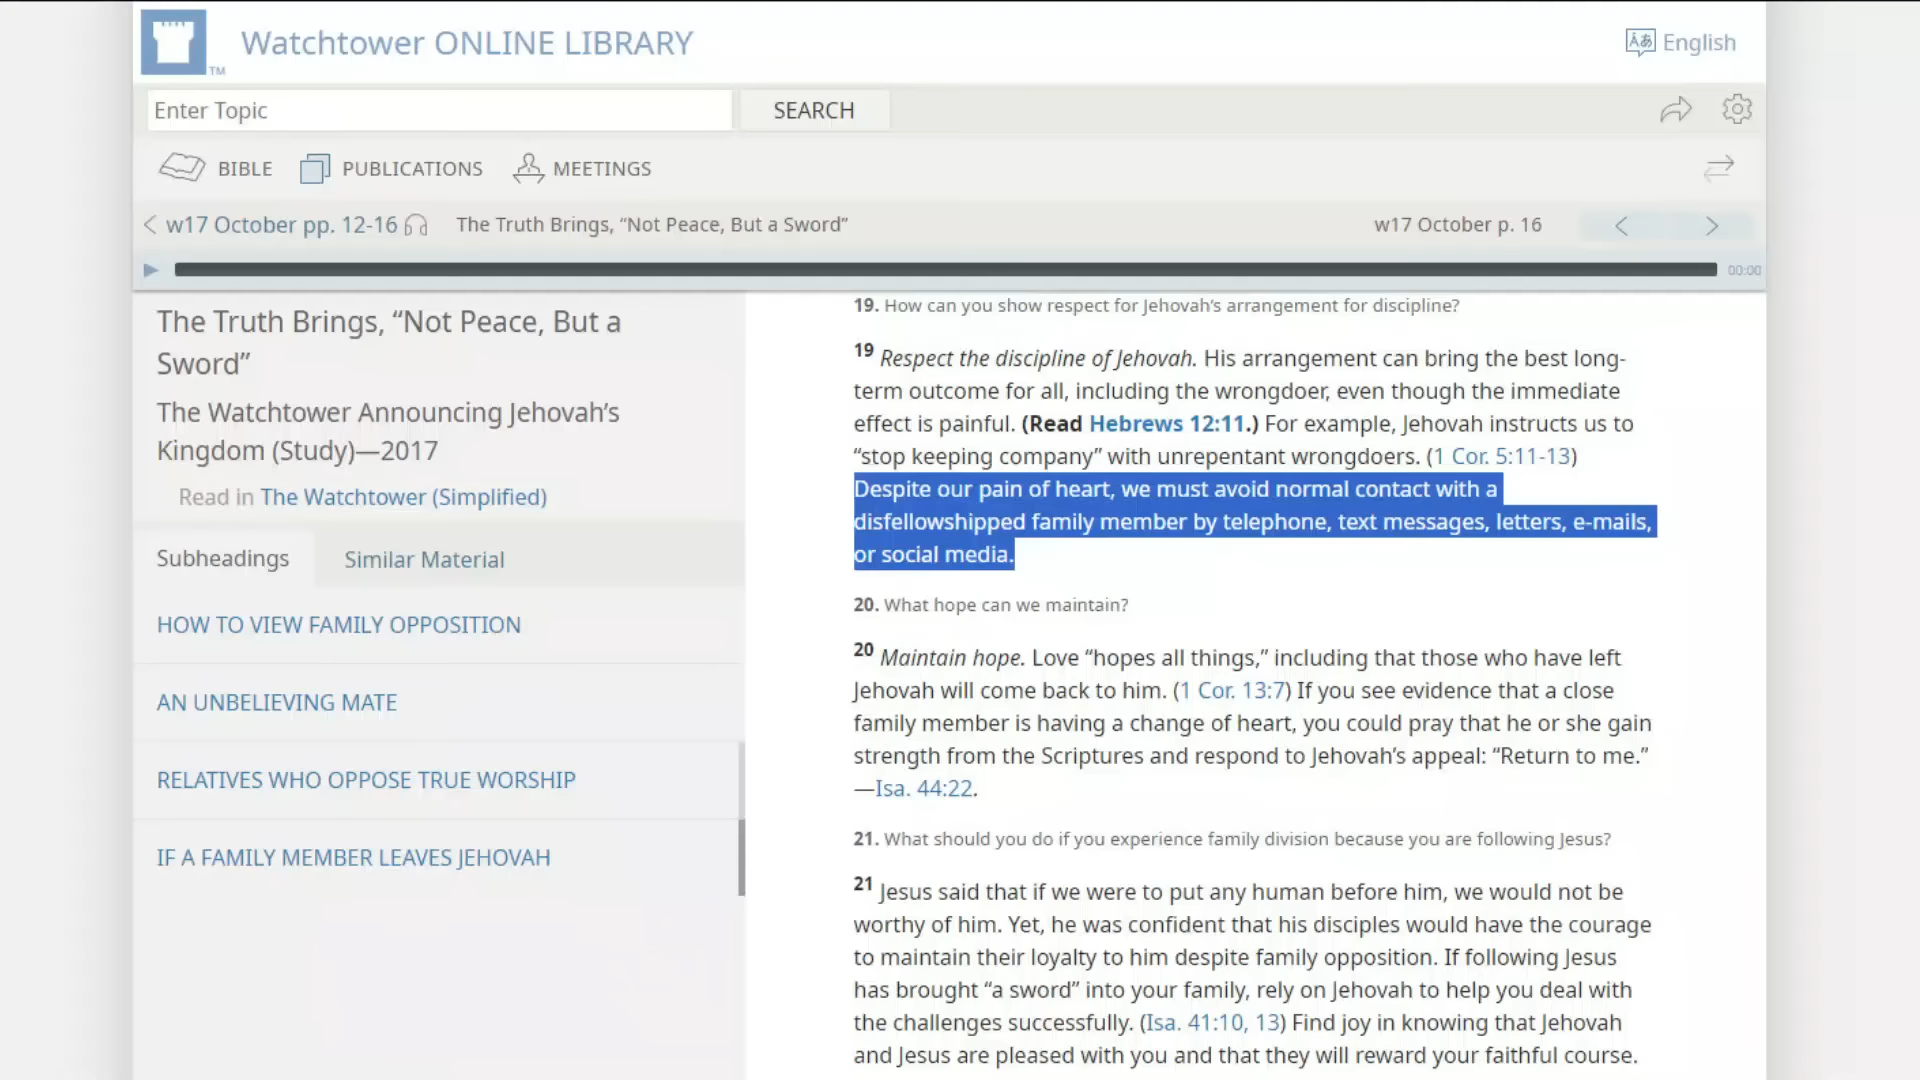 Watchtower ONLINE LIBRARY
TM
English
Enter Topic
SEARCH
BIBLE
PUBLICATIONS
MEETINGS
w17 October pp. 12-16
The Truth Brings, “Not Peace, But a Sword”
w17 October p. 16
00:00
The Truth Brings, “Not Peace, But a
Sword”
The Watchtower Announcing Jehovah’s
Kingdom (Study)—2017
Read in The Watchtower (Simplified)
Subheadings
Similar Material
HOW TO VIEW FAMILY OPPOSITION
AN UNBELIEVING MATE
RELATIVES WHO OPPOSE TRUE WORSHIP
IF A FAMILY MEMBER LEAVES JEHOVAH
19. How can you show respect for Jehovah’s arrangement for discipline?
19 Respect the discipline of Jehovah. His arrangement can bring the best long-
term outcome for all, including the wrongdoer, even though the immediate
effect is painful. (Read Hebrews 12:11.) For example, Jehovah instructs us to
“stop keeping company” with unrepentant wrongdoers. (1 Cor. 5:11-13)
Despite our pain of heart, we must avoid normal contact with a
disfellowshipped family member by telephone, text messages, letters, e-mails,
or social media.
20. What hope can we maintain?
20 Maintain hope. Love “hopes all things,” including that those who have left
Jehovah will come back to him. (1 Cor. 13:7) If you see evidence that a close
family member is having a change of heart, you could pray that he or she gain
strength from the Scriptures and respond to Jehovah’s appeal: “Return to me.”
—Isa. 44:22.
21. What should you do if you experience family division because you are following Jesus?
21 Jesus said that if we were to put any human before him, we would not be
worthy of him. Yet, he was confident that his disciples would have the courage
to maintain their loyalty to him despite family opposition. If following Jesus
has brought “a sword” into your family, rely on Jehovah to help you deal with
the challenges successfully. (Isa. 41:10, 13) Find joy in knowing that Jehovah
and Jesus are pleased with you and that they will reward your faithful course.